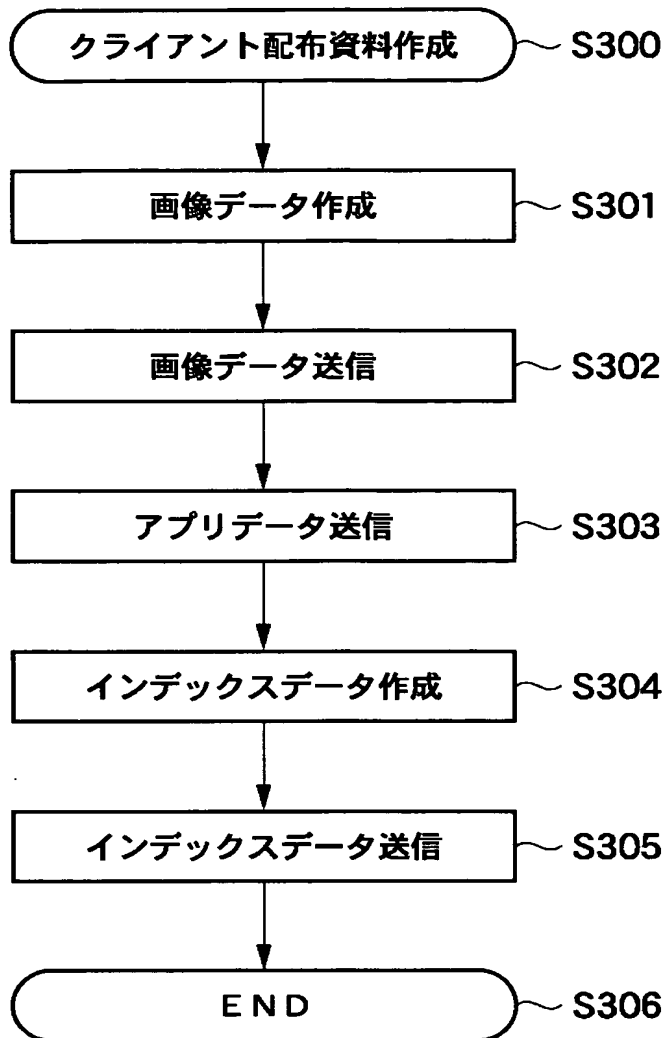 クライアント配布資料作成 S300
画像データ作成 S301
画像データ送信 S302
アプリデータ送信 S303
インデックスデータ作成 S304
インデックスデータ送信 S305
END S306